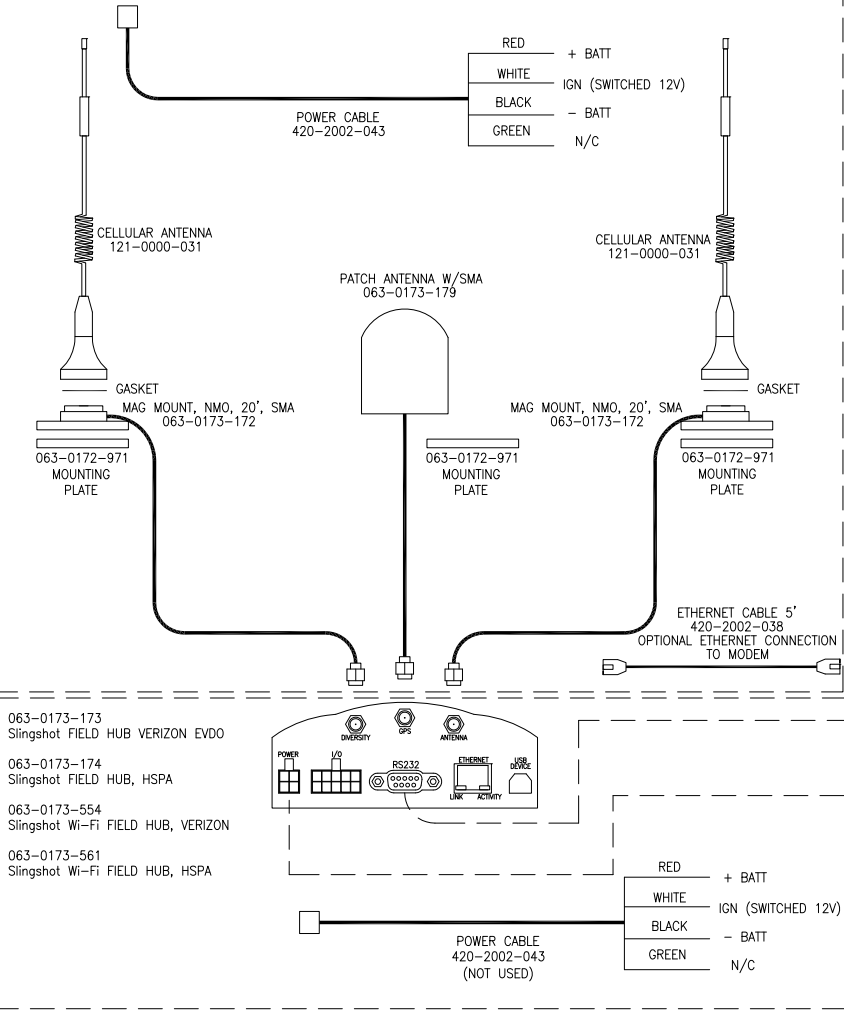 RED
+ BATT
WHITE
IGN (SWITCHED 12V)
BLACK
- BATT
GREEN
N/C
POWER CABLE
420-2002-043
CELLULAR ANTENNA
121-0000-031
CELLULAR ANTENNA
121-0000-031
PATCH ANTENNA W/SMA
063-0173-179
GASKET
GASKET
MAG MOUNT, NMO, 20', SMA
063-0173-172
MAG MOUNT, NMO, 20', SMA
063-0173-172
063-0172-971
MOUNTING
PLATE
063-0172-971
MOUNTING
PLATE
063-0172-971
MOUNTING
PLATE
ETHERNET CABLE 5'
420-2002-038
OPTIONAL ETHERNET CONNECTION
TO MODEM
063-0173-173
Slingshot FIELD HUB VERIZON EVDO
063-0173-174
Slingshot FIELD HUB, HSPA
063-0173-554
Slingshot Wi-Fi FIELD HUB, VERIZON
063-0173-561
Slingshot Wi-Fi FIELD HUB, HSPA
DIVERSITY
GPS
ANTENNA
POWER
I/O
RS232
ETHERNET
LINK
ACTIVITY
USB
DEVICE
RED
+ BATT
WHITE
IGN (SWITCHED 12V)
BLACK
- BATT
GREEN
N/C
POWER CABLE
420-2002-043
(NOT USED)